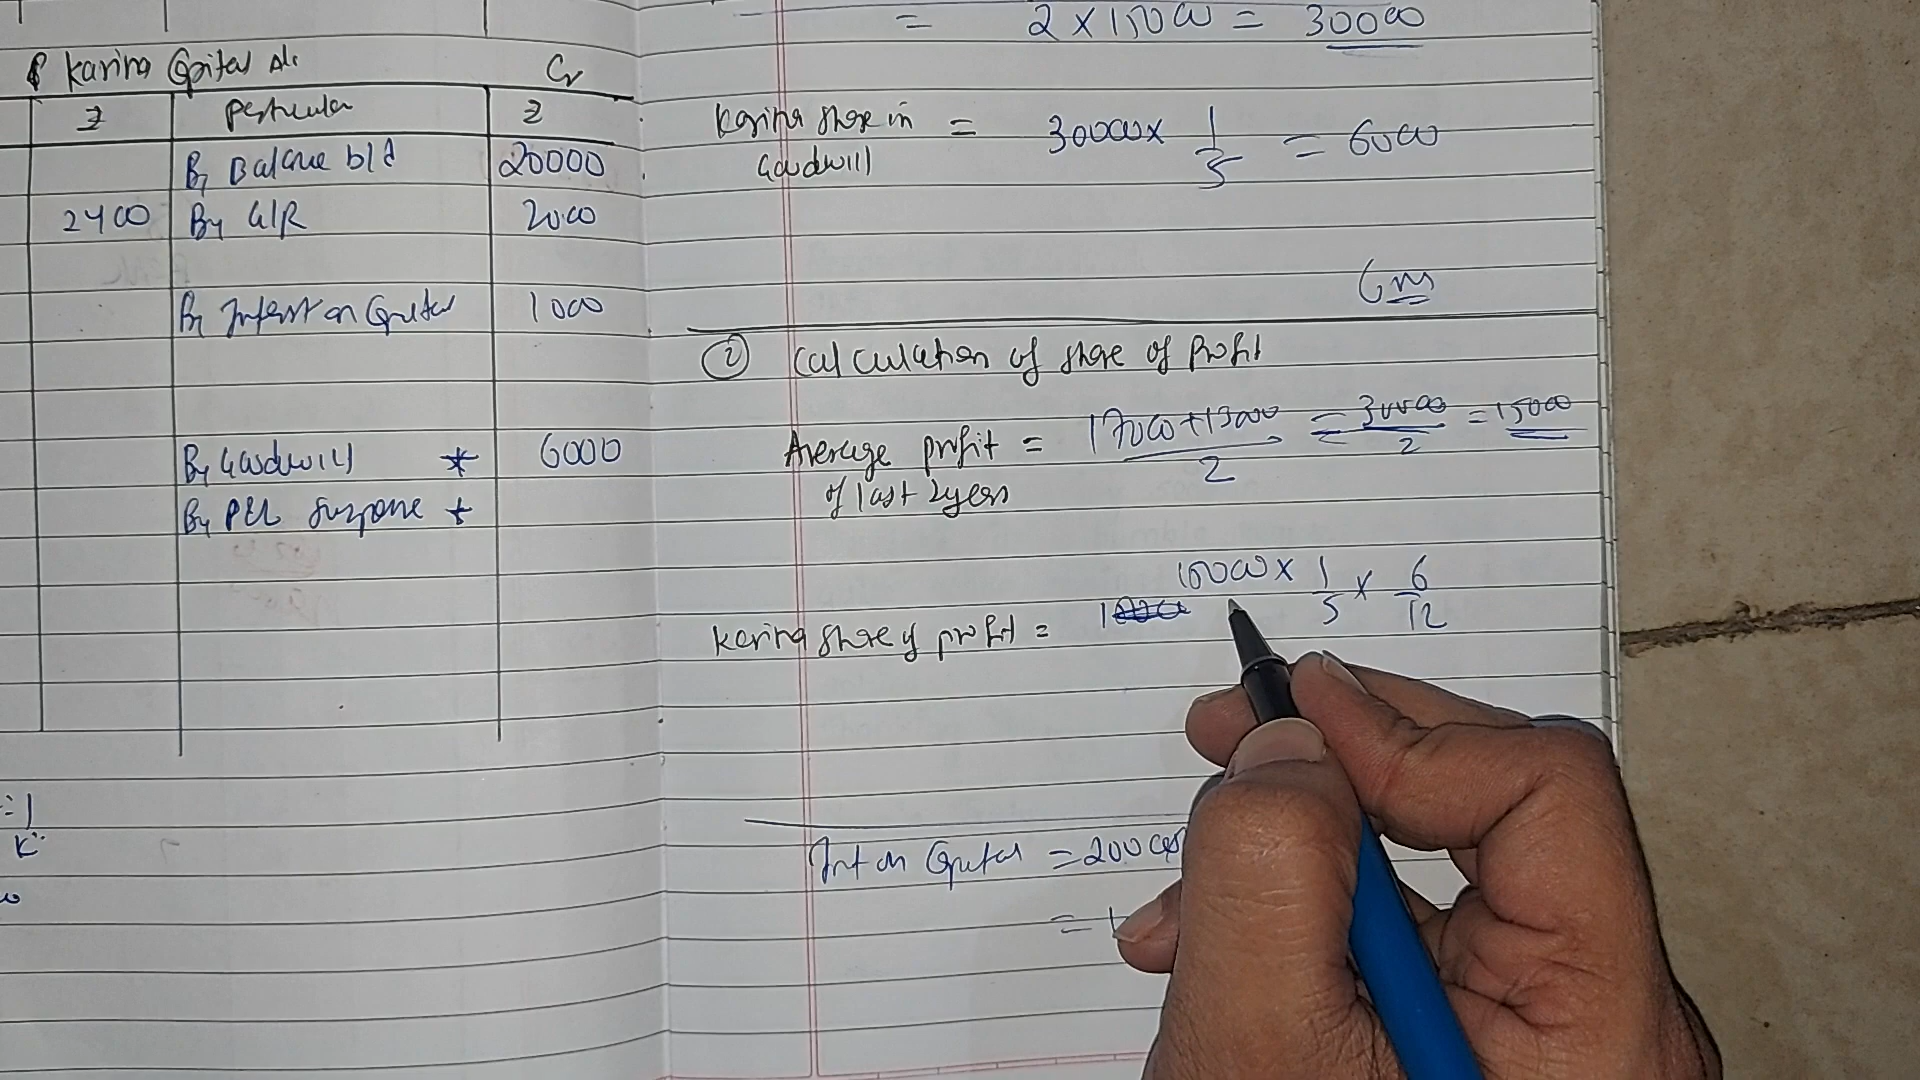 = 2 x 15000 = 30000
Karina Capital A/c Cr
₹ Particular ₹
By Balance b/d 20000
2400 By G/R 2000
By Interest on Capital 1000
By Goodwill * 6000
By P&L Suspense *
Karina Share in = 30000 x 1/5 = 6000
Goodwill
6m
② Calculation of share of Profit
Average profit = 17000+13000/2 = 30000/2 = 15000
of last 2years
15000 x 1/5 x 6/12
Karina Share of profit =
Int on Capital = 20000
=